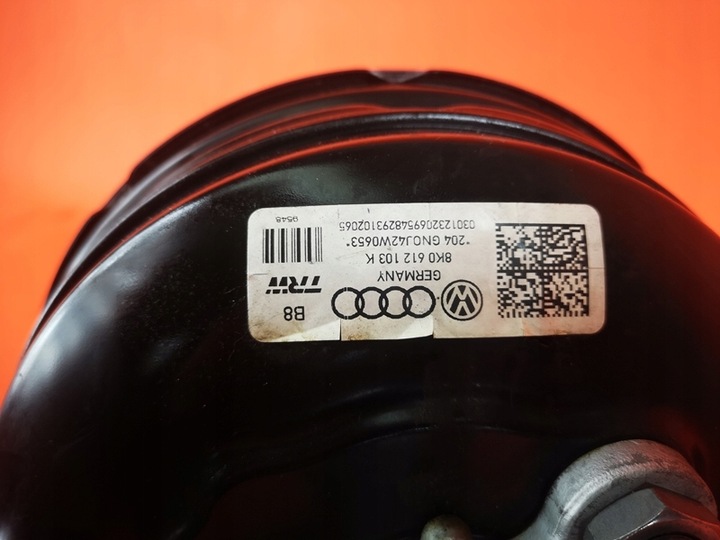 B8
TRW
GERMANY
8K0 612 103 K
*204 GNOJ42W0653*
0301232069548293102065
9548